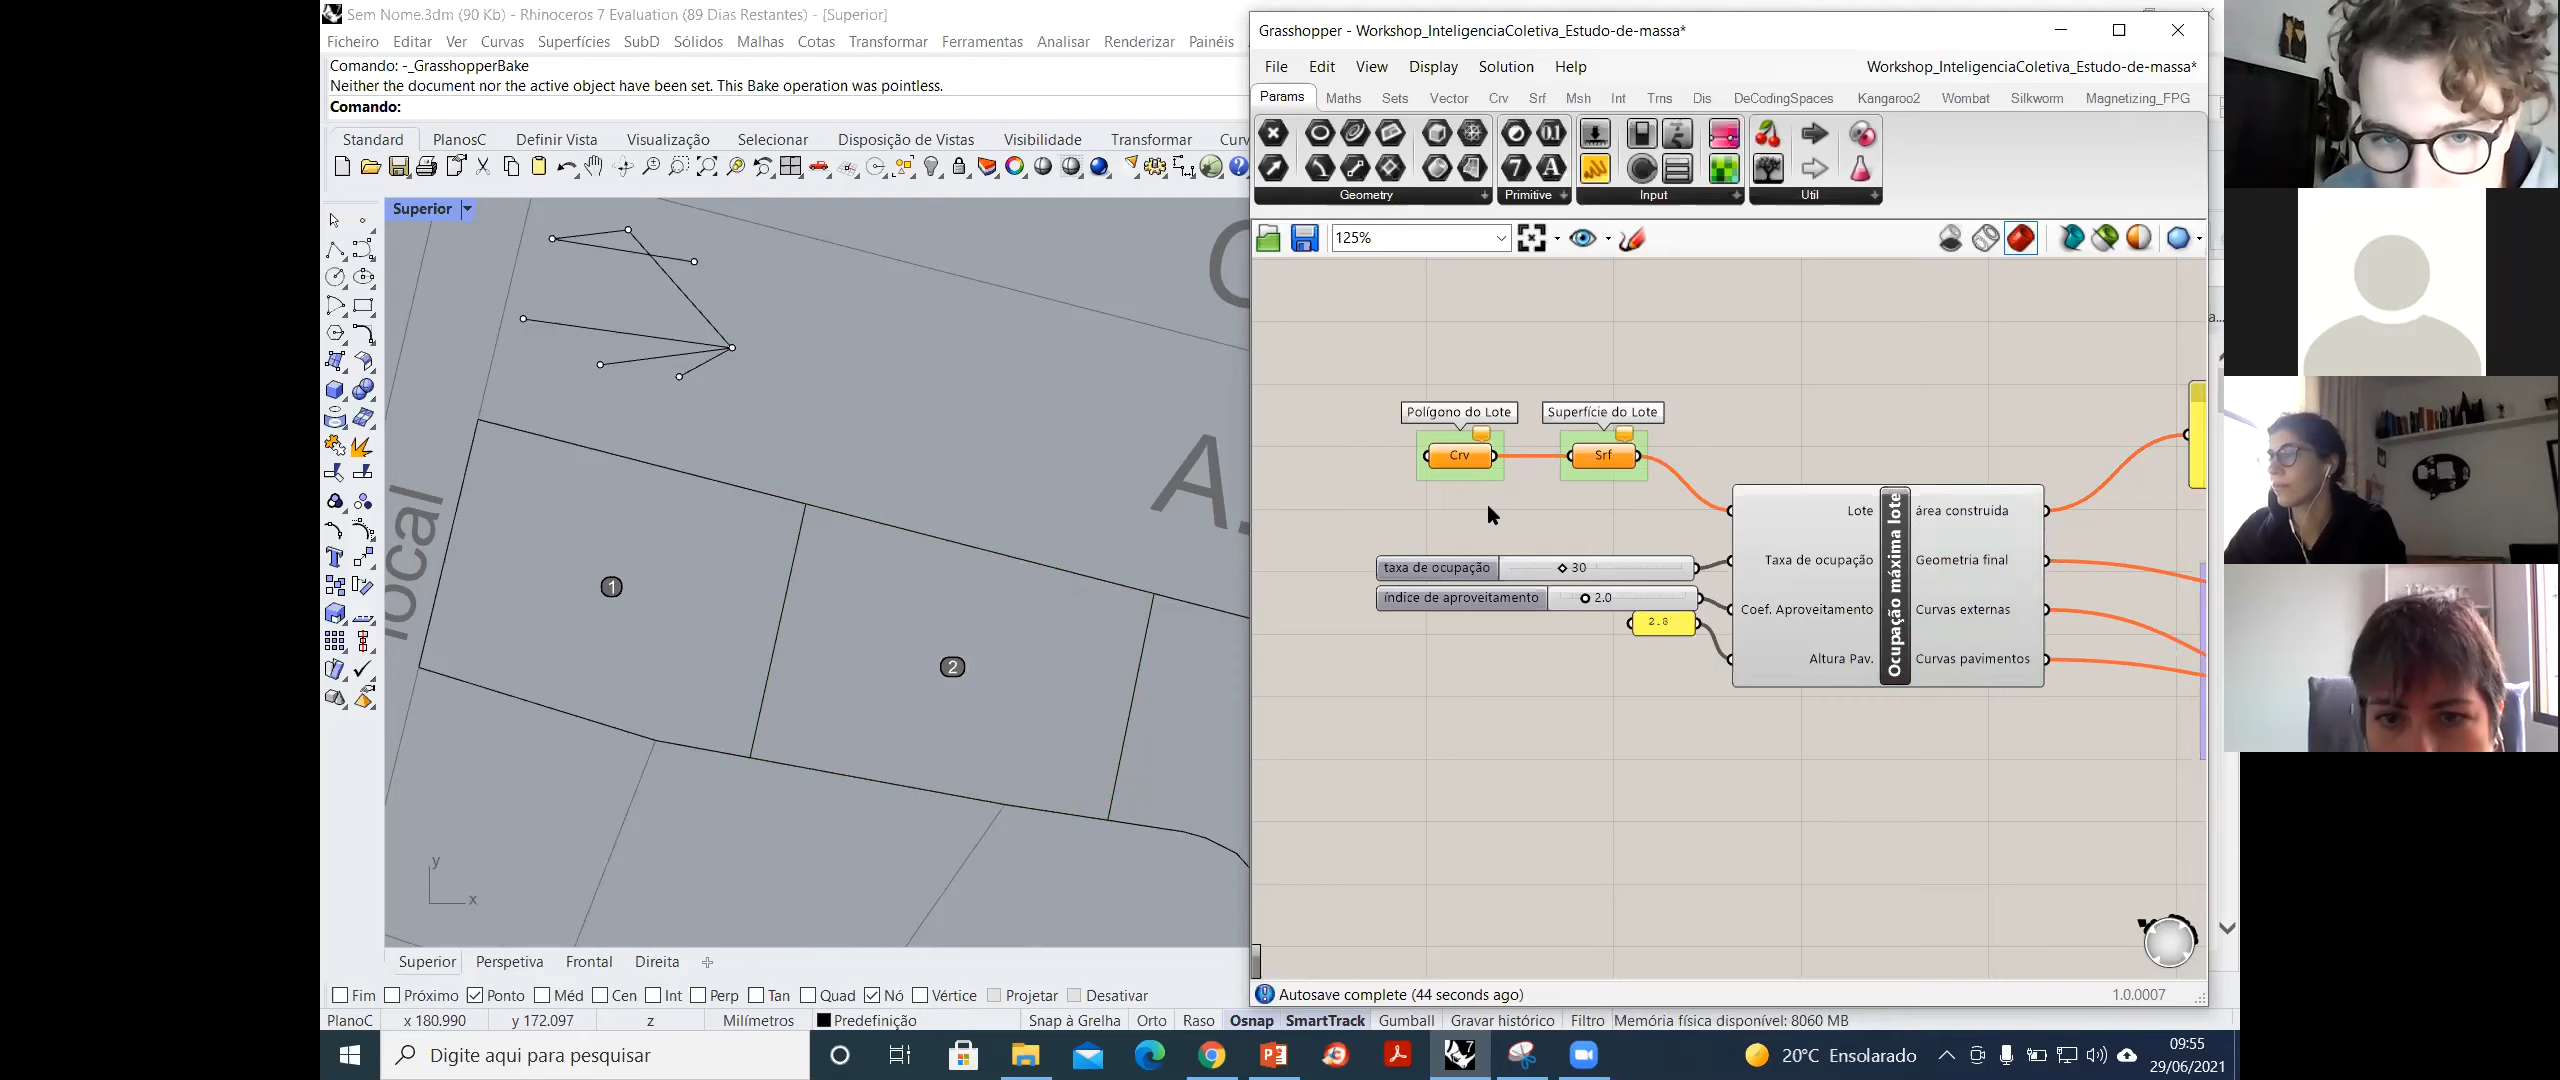 Sem Nome.3dm (90 Kb) - Rhinoceros 7 Evaluation (89 Dias Restantes) - [Superior]
Ficheiro Editar Ver Curvas Superfícies SubD Sólidos Malhas Cotas Transformar Ferramentas Analisar Renderizar Painéis
Comando: -_GrasshopperBake
Neither the document nor the active object have been set. This Bake operation was pointless.
Comando:
Standard PlanosC Definir Vista Visualização Selecionar Disposição de Vistas Visibilidade Transformar Curv
Superior
A.
local
1
2
y
x
Superior Perspetiva Frontal Direita
Fim Próximo Ponto Méd Cen Int Perp Tan Quad Nó Vértice Projetar Desativar
PlanoC x 180.990 y 172.097 z Milímetros Predefinição Snap à Grelha Orto Raso Osnap SmartTrack Gumball Gravar histórico Filtro Memória física disponível: 8060 MB
Grasshopper - Workshop_InteligenciaColetiva_Estudo-de-massa*
File Edit View Display Solution Help Workshop_InteligenciaColetiva_Estudo-de-massa*
Params Maths Sets Vector Crv Srf Msh Int Trns Dis DeCodingSpaces Kangaroo2 Wombat Silkworm Magnetizing_FPG
Geometry Primitive Input Util
125%
Polígono do Lote Superfície do Lote
Crv Srf
Lote área construida
taxa de ocupação 30 Taxa de ocupação Geometria final
índice de aproveitamento 2.0 Coef. Aproveitamento Curvas externas
2.8
Altura Pav. Curvas pavimentos
Ocupação máxima lote
Autosave complete (44 seconds ago) 1.0.0007
Digite aqui para pesquisar
20°C Ensolarado
09:55
29/06/2021